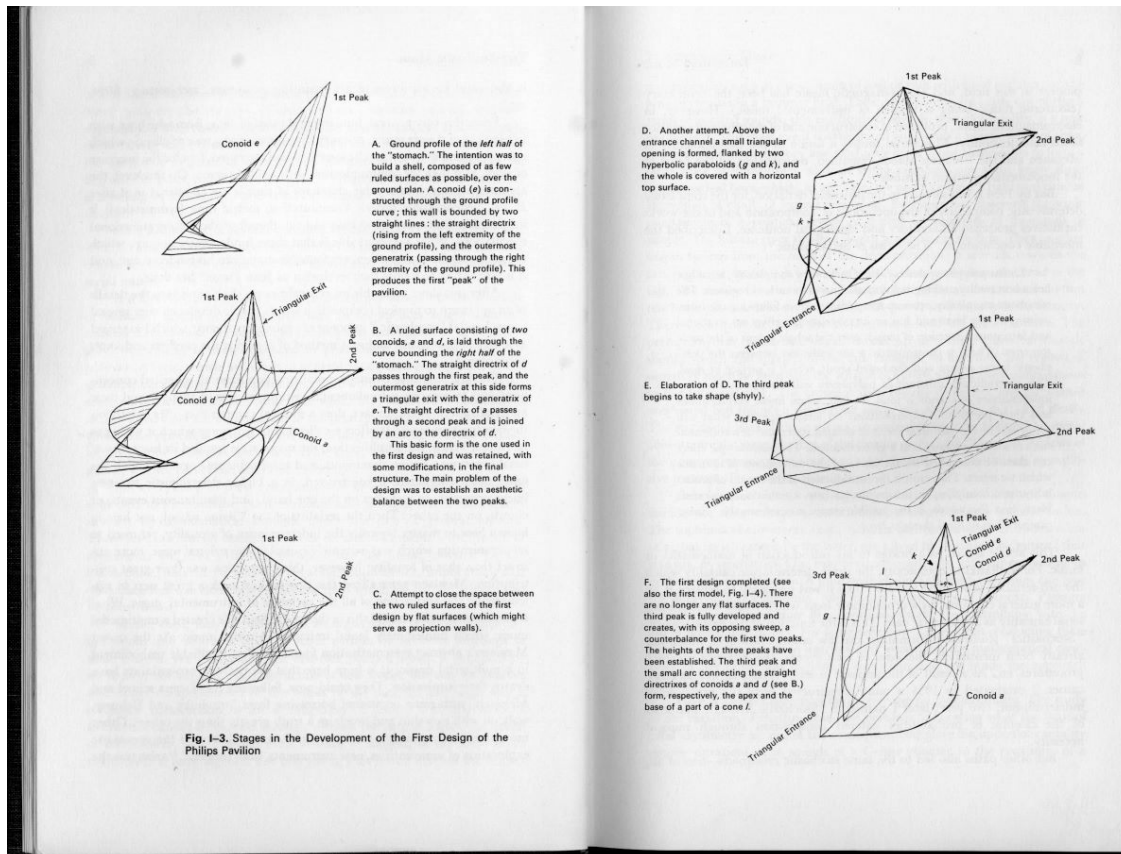 1st Peak
Conoid e
A. Ground profile of the left half of
the "stomach." The intention was to
build a shell, composed of as few
ruled surfaces as possible, over the
ground plan. A conoid (e) is con-
structed through the ground profile
curve; this wall is bounded by two
straight lines: the straight directrix
(rising from the left extremity of the
ground profile), and the outermost
generatrix (passing through the right
extremity of the ground profile). This
produces the first "peak" of the
pavilion.
1st Peak
Triangular Exit
2nd Peak
Conoid d
Conoid a
B. A ruled surface consisting of two
conoids, a and d, is laid through the
curve bounding the right half of the
"stomach." The straight directrix of d
passes through the first peak, and the
outermost generatrix at this side forms
a triangular exit with the generatrix of
e. The straight directrix of a passes
through a second peak and is joined
by an arc to the directrix of d.
This basic form is the one used in
the first design and was retained, with
some modifications, in the final
structure. The main problem of the
design was to establish an aesthetic
balance between the two peaks.
1st Peak
2nd Peak
C. Attempt to close the space between
the two ruled surfaces of the first
design by flat surfaces (which might
serve as projection walls).
Fig. I–3. Stages in the Development of the First Design of the
Philips Pavilion
1st Peak
Triangular Exit
2nd Peak
D. Another attempt. Above the
entrance channel a small triangular
opening is formed, flanked by two
hyperbolic paraboloids (g and k), and
the whole is covered with a horizontal
top surface.
g
k
Triangular Entrance
1st Peak
E. Elaboration of D. The third peak
begins to take shape (shyly).
Triangular Exit
3rd Peak
2nd Peak
Triangular Entrance
1st Peak
Triangular Exit
Conoid e
Conoid d
k
2nd Peak
l
3rd Peak
g
F. The first design completed (see
also the first model, Fig. I–4). There
are no longer any flat surfaces. The
third peak is fully developed and
creates, with its opposing sweep, a
counterbalance for the first two peaks.
The heights of the three peaks have
been established. The third peak and
the small arc connecting the straight
directrixes of conoids a and d (see B.)
form, respectively, the apex and the
base of a part of a cone l.
Conoid a
Triangular Entrance